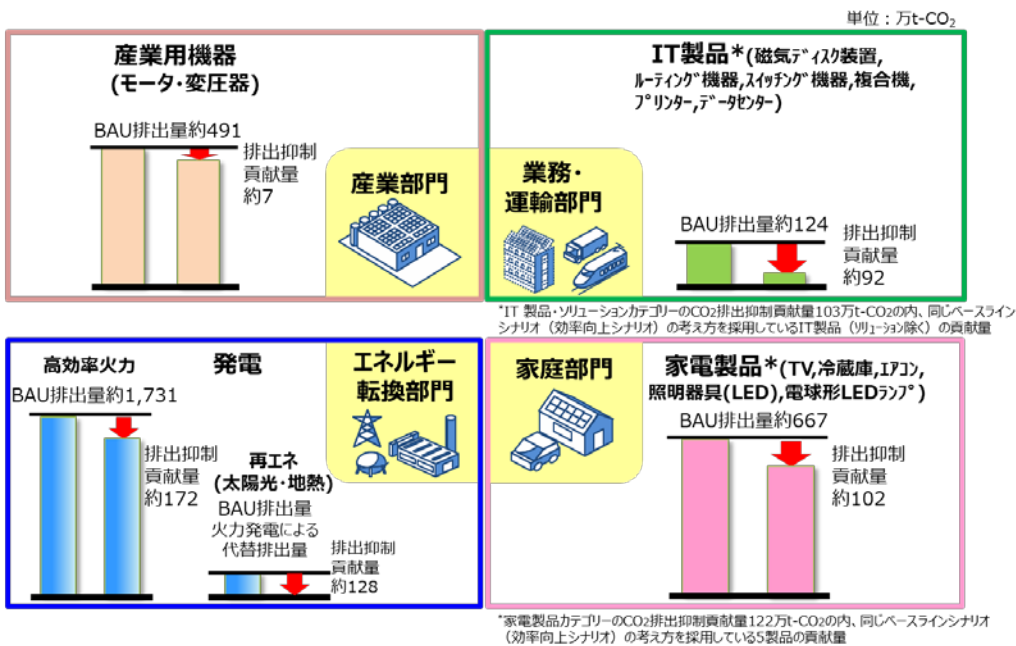 単位：万t-CO₂
産業用機器
(モータ・変圧器)
BAU排出量約491
排出抑制
貢献量
約7
産業部門
IT製品*(磁気ﾃﾞｨｽｸ装置,
ﾙｰﾃｨﾝｸﾞ機器,ｽｲｯﾁﾝｸﾞ機器,複合機,
ﾌﾟﾘﾝﾀｰ,ﾃﾞｰﾀｾﾝﾀｰ)
業務・
運輸部門
BAU排出量約124
排出抑制
貢献量
約92
*IT 製品・ソリューションカテゴリーのCO₂排出抑制貢献量103万t-CO₂の内、同じベースライン
シナリオ（効率向上シナリオ）の考え方を採用しているIT製品（ｿﾘｭｰｼｮﾝ除く）の貢献量
高効率火力
発電
BAU排出量約1,731
排出抑制
貢献量
約172
エネルギー
転換部門
再エネ
(太陽光・地熱)
BAU排出量
火力発電による
代替排出量
排出抑制
貢献量
約128
家庭部門
家電製品*(TV,冷蔵庫,ｴｱｺﾝ,
照明器具(LED),電球形LEDﾗﾝﾌﾟ)
BAU排出量約667
排出抑制
貢献量
約102
*家電製品カテゴリーのCO₂排出抑制貢献量122万t-CO₂の内、同じベースラインシナリオ
（効率向上シナリオ）の考え方を採用している5製品の貢献量